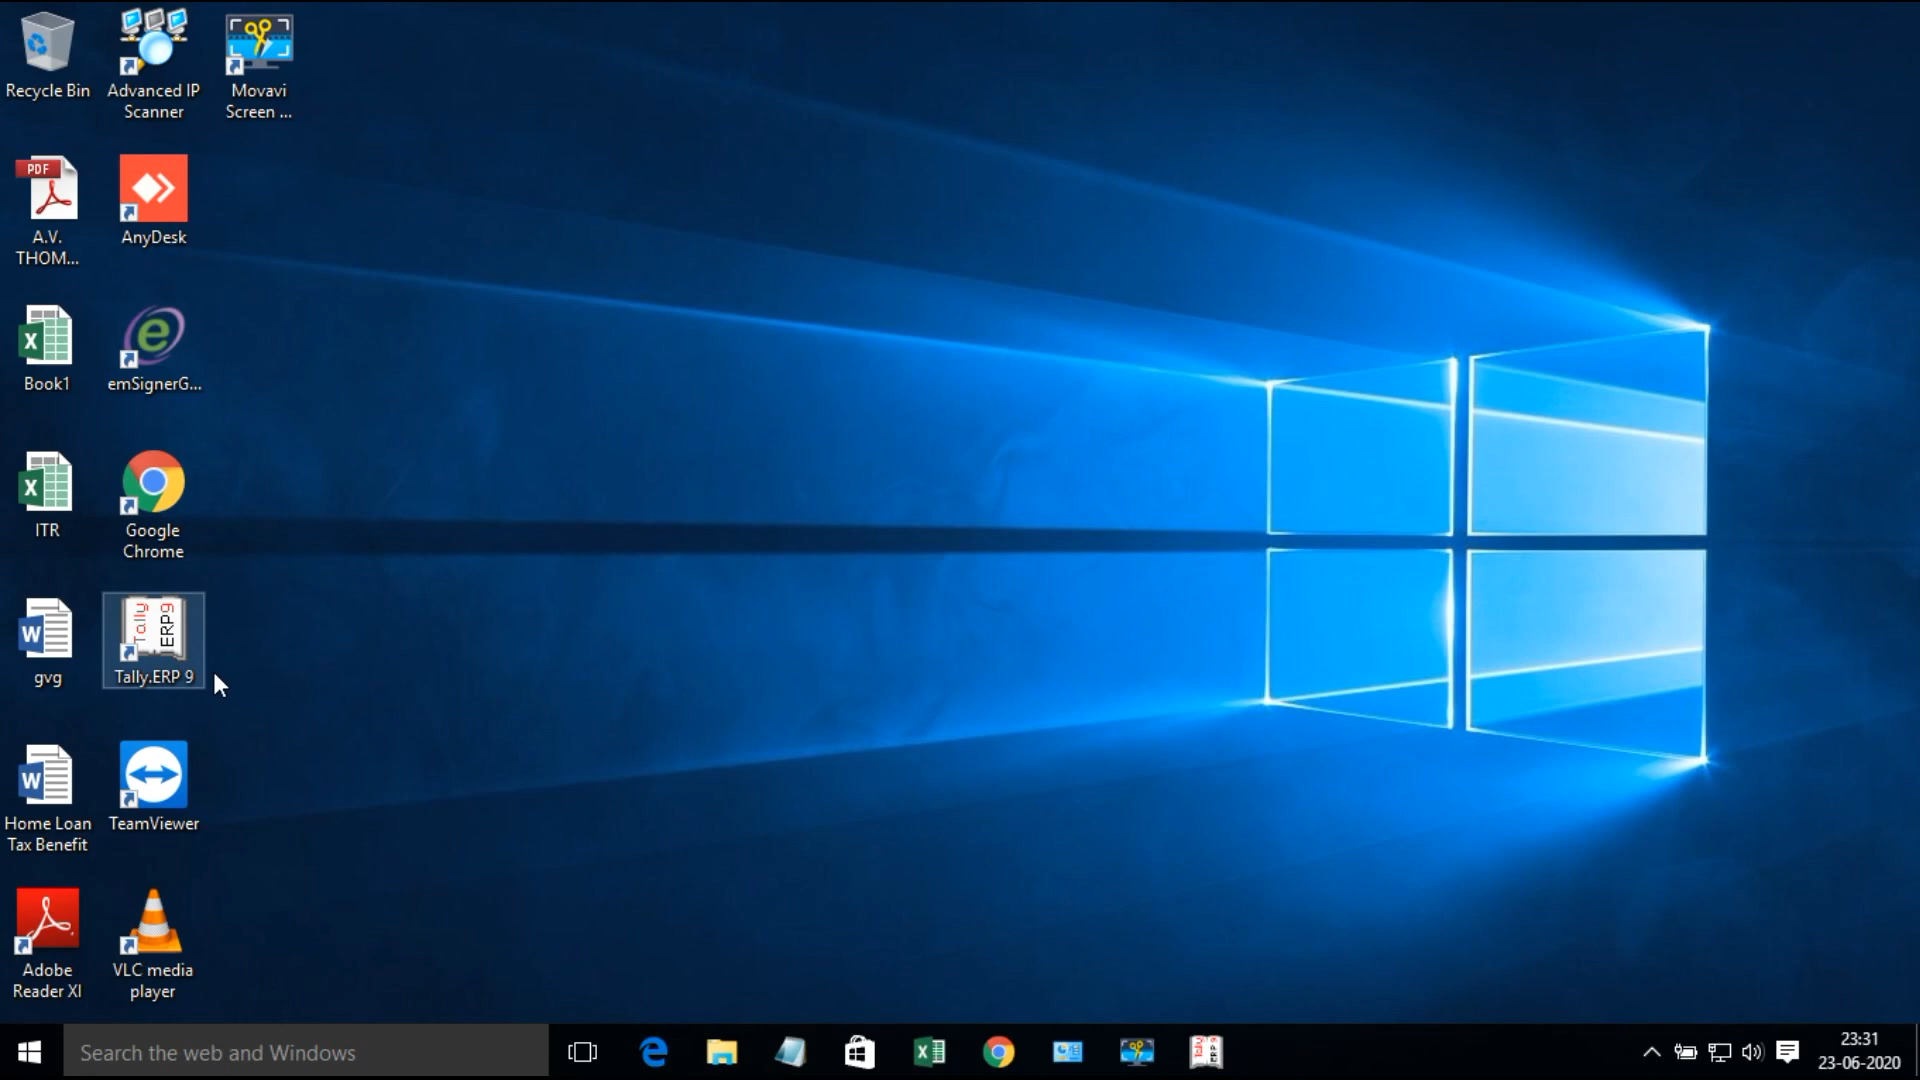 Recycle Bin
Advanced IP
Scanner
Movavi
Screen ...
PDF
A.V.
THOM...
AnyDesk
Book1
emSignerG...
ITR
Google
Chrome
gvg
Tally
ERP9
Tally.ERP 9
Home Loan
Tax Benefit
TeamViewer
Adobe
Reader XI
VLC media
player
Search the web and Windows
Tally
ERP9
23:31
23-06-2020